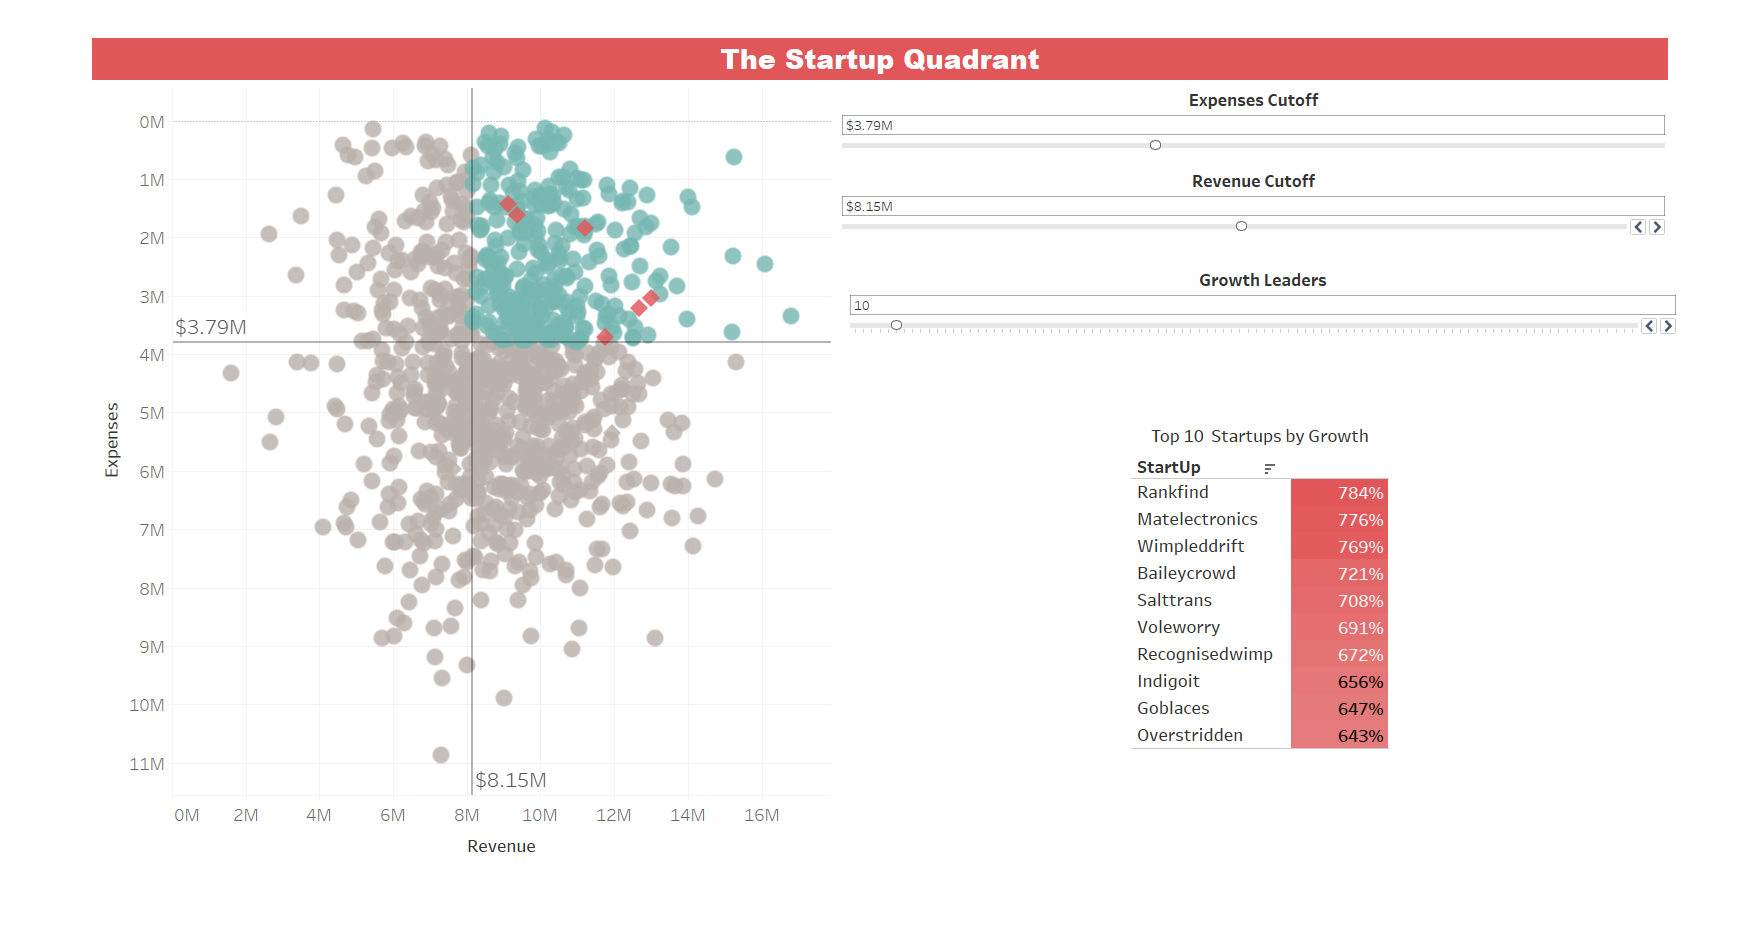 The Startup Quadrant
0M
1M
2M
3M
$3.79M
4M
5M
6M
7M
8M
9M
10M
11M
Expenses
$8.15M
0M 2M 4M 6M 8M 10M 12M 14M 16M
Revenue
Expenses Cutoff
$3.79M
Revenue Cutoff
$8.15M
Growth Leaders
10
Top 10 Startups by Growth
StartUp
Rankfind 784%
Matelectronics 776%
Wimpleddrift 769%
Baileycrowd 721%
Salttrans 708%
Voleworry 691%
Recognisedwimp 672%
Indigoit 656%
Goblaces 647%
Overstridden 643%